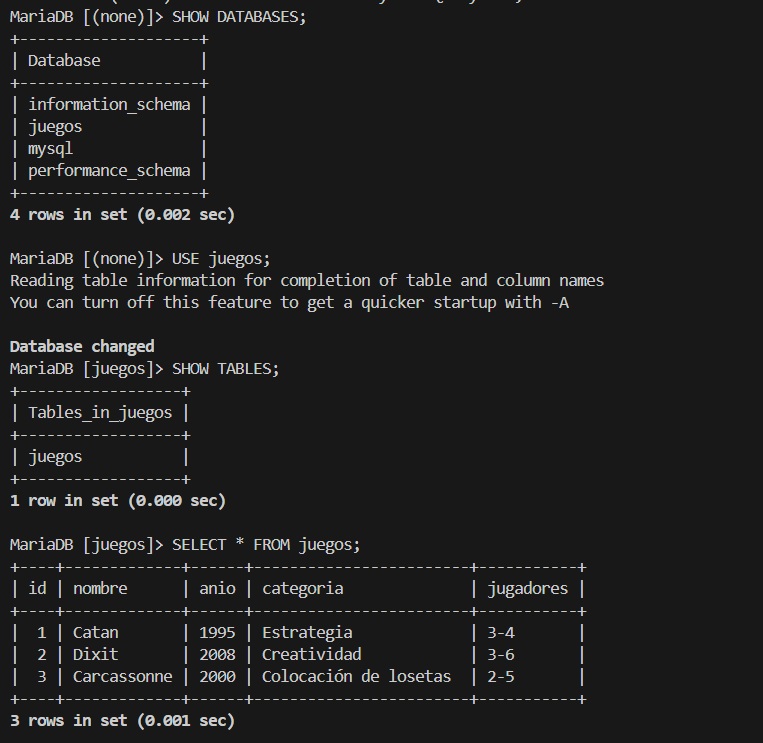 MariaDB [(none)]> SHOW DATABASES;
+--------------------+
| Database           |
+--------------------+
| information_schema |
| juegos             |
| mysql              |
| performance_schema |
+--------------------+
4 rows in set (0.002 sec)

MariaDB [(none)]> USE juegos;
Reading table information for completion of table and column names
You can turn off this feature to get a quicker startup with -A

Database changed
MariaDB [juegos]> SHOW TABLES;
+------------------+
| Tables_in_juegos |
+------------------+
| juegos           |
+------------------+
1 row in set (0.000 sec)

MariaDB [juegos]> SELECT * FROM juegos;
+----+-------------+------+------------------------+-----------+
| id | nombre      | anio | categoria              | jugadores |
+----+-------------+------+------------------------+-----------+
|  1 | Catan       | 1995 | Estrategia             | 3-4       |
|  2 | Dixit       | 2008 | Creatividad            | 3-6       |
|  3 | Carcassonne | 2000 | Colocación de losetas  | 2-5       |
+----+-------------+------+------------------------+-----------+
3 rows in set (0.001 sec)